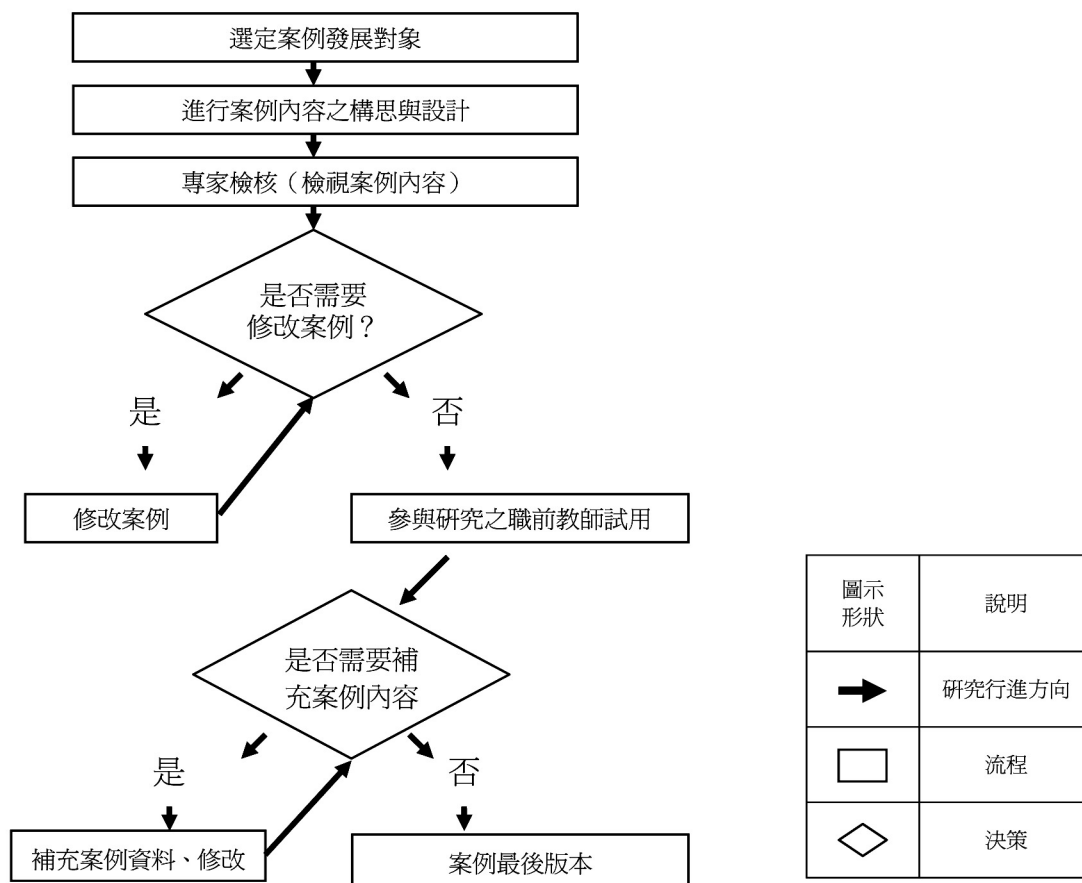 選定案例發展對象
進行案例內容之構思與設計
專家檢核（檢視案例內容）
是否需要
修改案例？
是
否
修改案例
參與研究之職前教師試用
是否需要補
充案例內容
是
否
補充案例資料、修改
案例最後版本
圖示
形狀
說明
研究行進方向
流程
決策